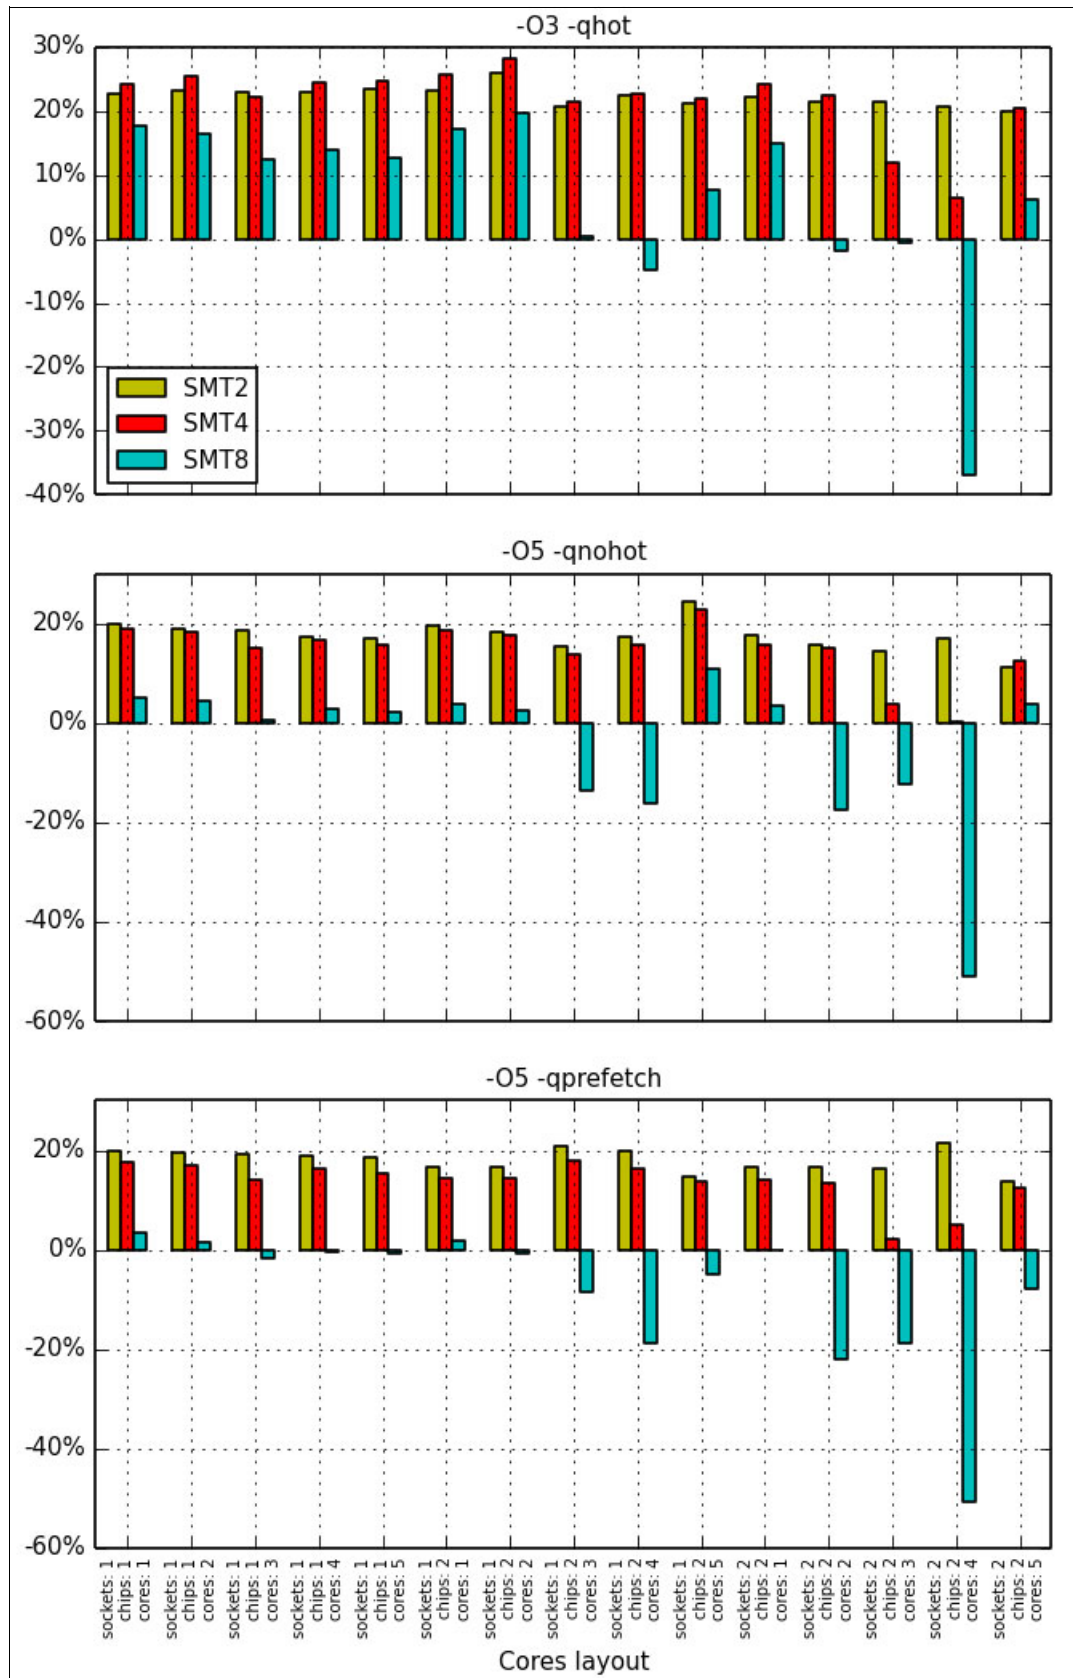 -O3 -qhot
30%
20%
10%
0%
-10%
-20%
-30%
-40%
SMT2
SMT4
SMT8
-O5 -qnohot
20%
0%
-20%
-40%
-60%
-O5 -qprefetch
20%
0%
-20%
-40%
-60%
sockets: 1
chips: 1
cores: 1
sockets: 1
chips: 1
cores: 2
sockets: 1
chips: 1
cores: 3
sockets: 1
chips: 1
cores: 4
sockets: 1
chips: 1
cores: 5
sockets: 1
chips: 2
cores: 1
sockets: 1
chips: 2
cores: 2
sockets: 1
chips: 2
cores: 3
sockets: 1
chips: 2
cores: 4
sockets: 1
chips: 2
cores: 5
sockets: 2
chips: 2
cores: 1
sockets: 2
chips: 2
cores: 2
sockets: 2
chips: 2
cores: 3
sockets: 2
chips: 2
cores: 4
sockets: 2
chips: 2
cores: 5
Cores layout